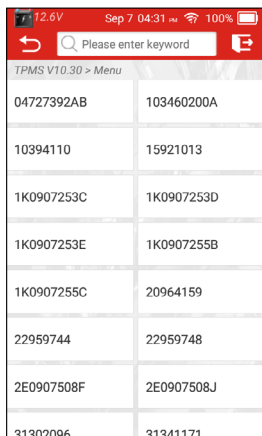 12.6V Sep 7 04:31 PM 100%
Please enter keyword
TPMS V10.30 > Menu
04727392AB 103460200A
10394110 15921013
1K0907253C 1K0907253D
1K0907253E 1K0907255B
1K0907255C 20964159
22959744 22959748
2E0907508F 2E0907508J
31302096 31341171